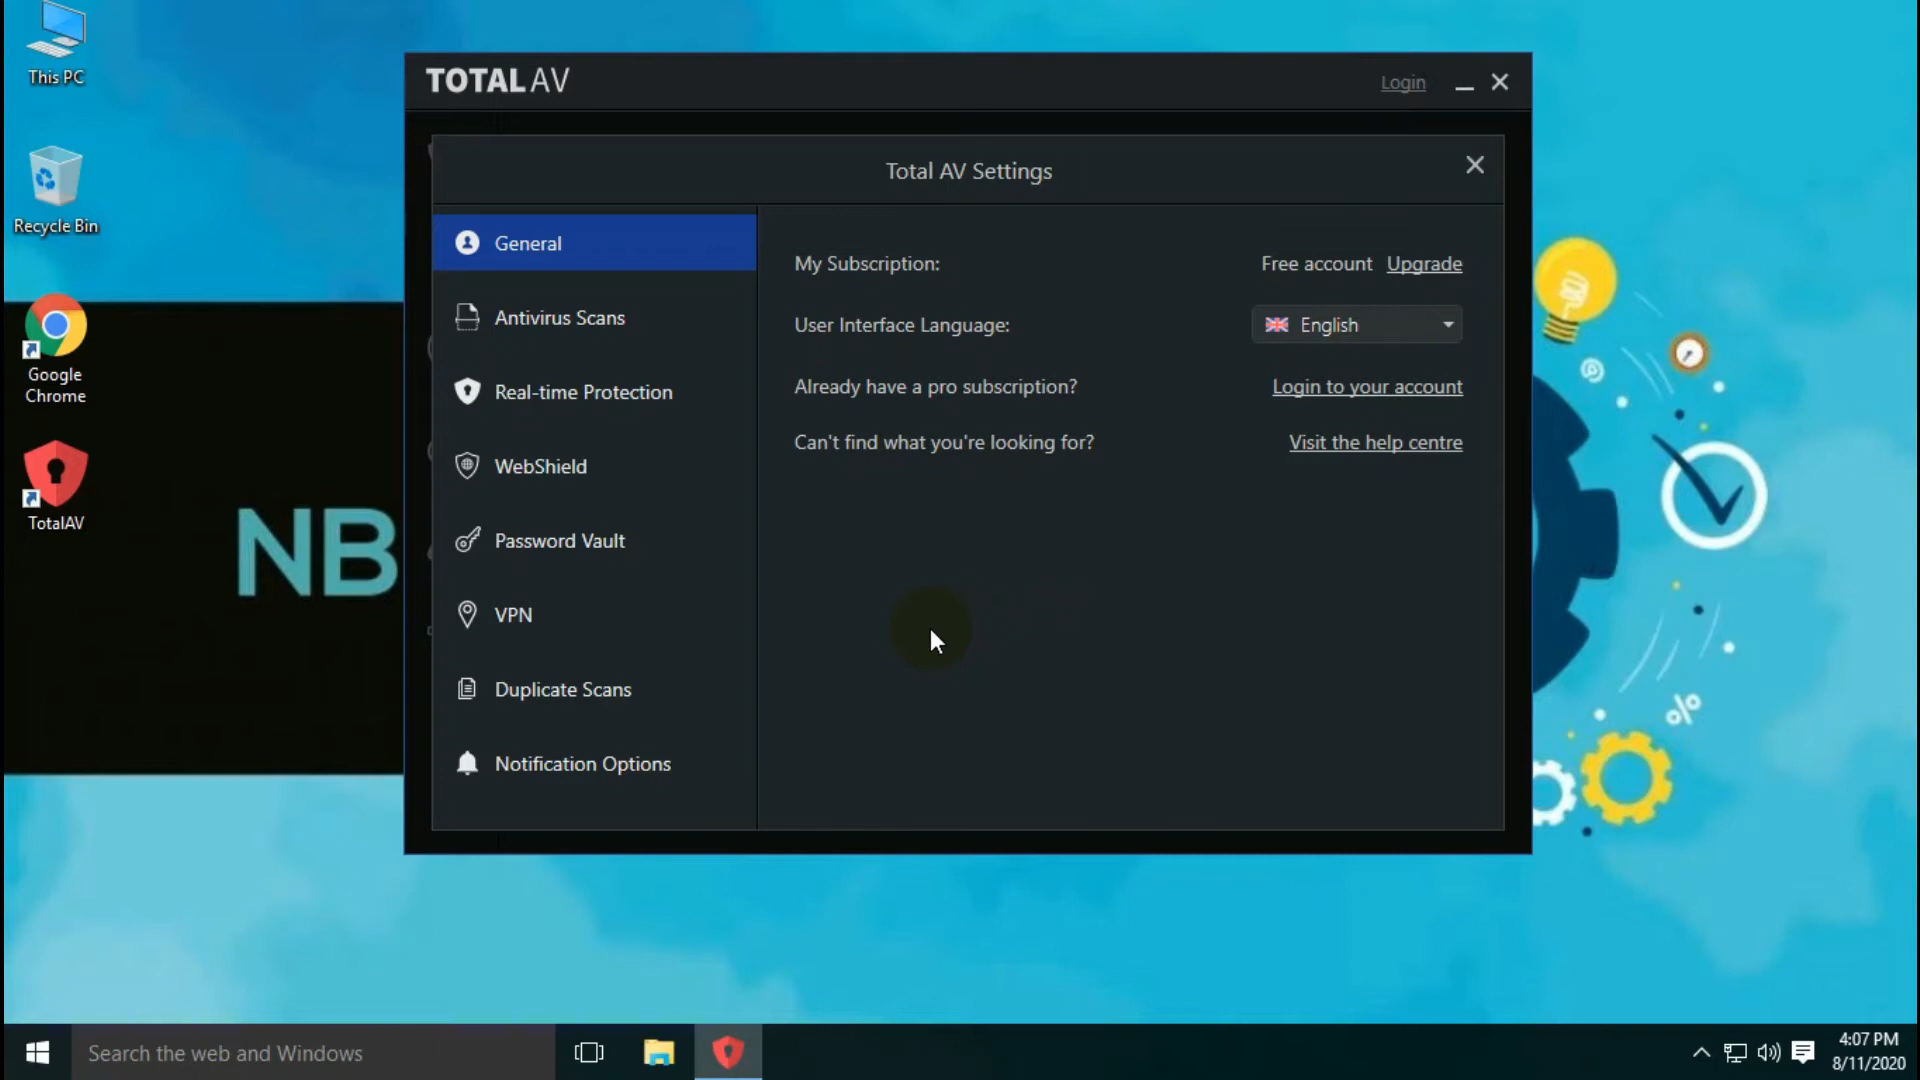 This PC
Recycle Bin
Google
Chrome
TotalAV
NB
TOTALAV
Login
Total AV Settings
General
Antivirus Scans
Real-time Protection
WebShield
Password Vault
VPN
Duplicate Scans
Notification Options
My Subscription:
Free account Upgrade
User Interface Language:
English
Already have a pro subscription?
Login to your account
Can't find what you're looking for?
Visit the help centre
%
Search the web and Windows
4:07 PM
8/11/2020